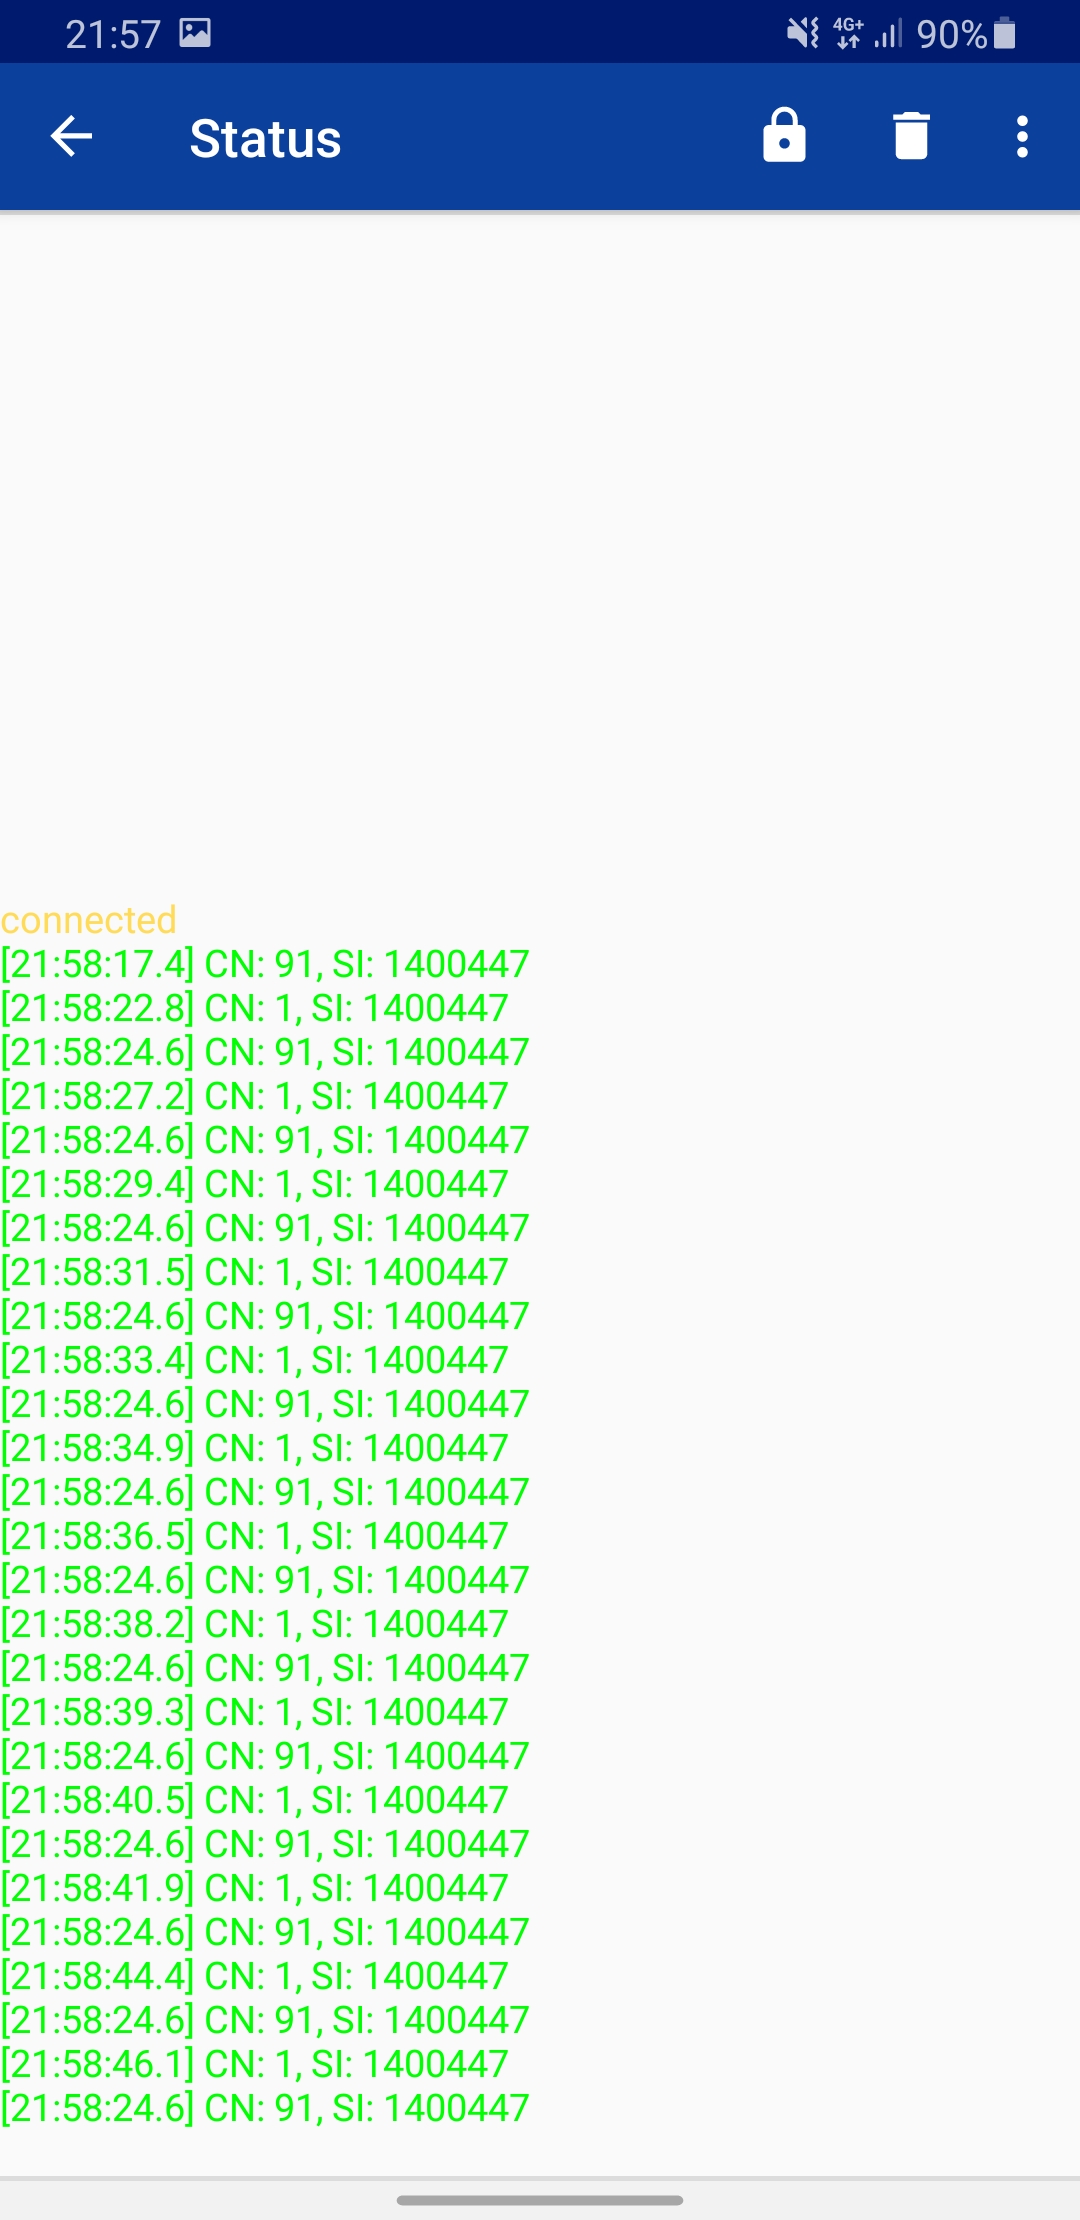 21:57 4G+ 90%
Status
connected
[21:58:17.4] CN: 91, SI: 1400447
[21:58:22.8] CN: 1, SI: 1400447
[21:58:24.6] CN: 91, SI: 1400447
[21:58:27.2] CN: 1, SI: 1400447
[21:58:24.6] CN: 91, SI: 1400447
[21:58:29.4] CN: 1, SI: 1400447
[21:58:24.6] CN: 91, SI: 1400447
[21:58:31.5] CN: 1, SI: 1400447
[21:58:24.6] CN: 91, SI: 1400447
[21:58:33.4] CN: 1, SI: 1400447
[21:58:24.6] CN: 91, SI: 1400447
[21:58:34.9] CN: 1, SI: 1400447
[21:58:24.6] CN: 91, SI: 1400447
[21:58:36.5] CN: 1, SI: 1400447
[21:58:24.6] CN: 91, SI: 1400447
[21:58:38.2] CN: 1, SI: 1400447
[21:58:24.6] CN: 91, SI: 1400447
[21:58:39.3] CN: 1, SI: 1400447
[21:58:24.6] CN: 91, SI: 1400447
[21:58:40.5] CN: 1, SI: 1400447
[21:58:24.6] CN: 91, SI: 1400447
[21:58:41.9] CN: 1, SI: 1400447
[21:58:24.6] CN: 91, SI: 1400447
[21:58:44.4] CN: 1, SI: 1400447
[21:58:24.6] CN: 91, SI: 1400447
[21:58:46.1] CN: 1, SI: 1400447
[21:58:24.6] CN: 91, SI: 1400447